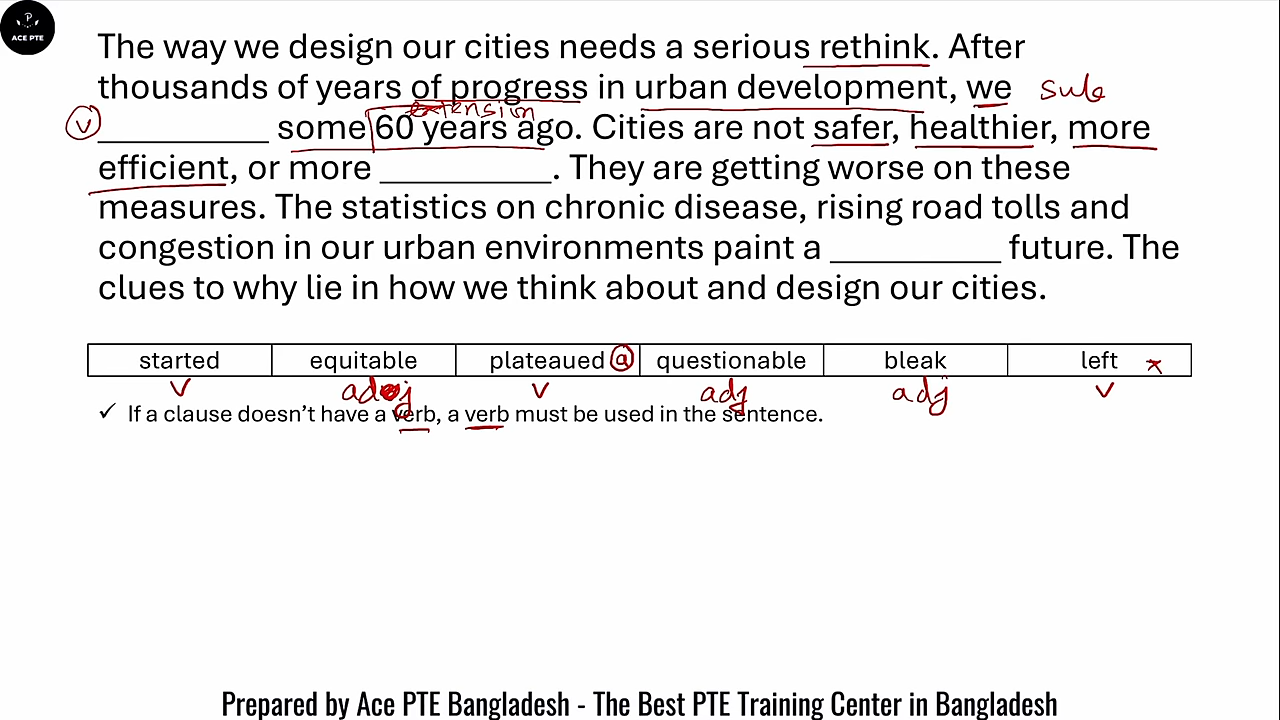 ACE PTE
The way we design our cities needs a serious rethink. After
thousands of years of progress in urban development, we sub
extension
v __________ some 60 years ago. Cities are not safer, healthier, more
efficient, or more __________. They are getting worse on these
measures. The statistics on chronic disease, rising road tolls and
congestion in our urban environments paint a __________ future. The
clues to why lie in how we think about and design our cities.
started equitable plateaued a questionable bleak left x
v adj v adj adj v
✓ If a clause doesn't have a verb, a verb must be used in the sentence.
Prepared by Ace PTE Bangladesh - The Best PTE Training Center in Bangladesh